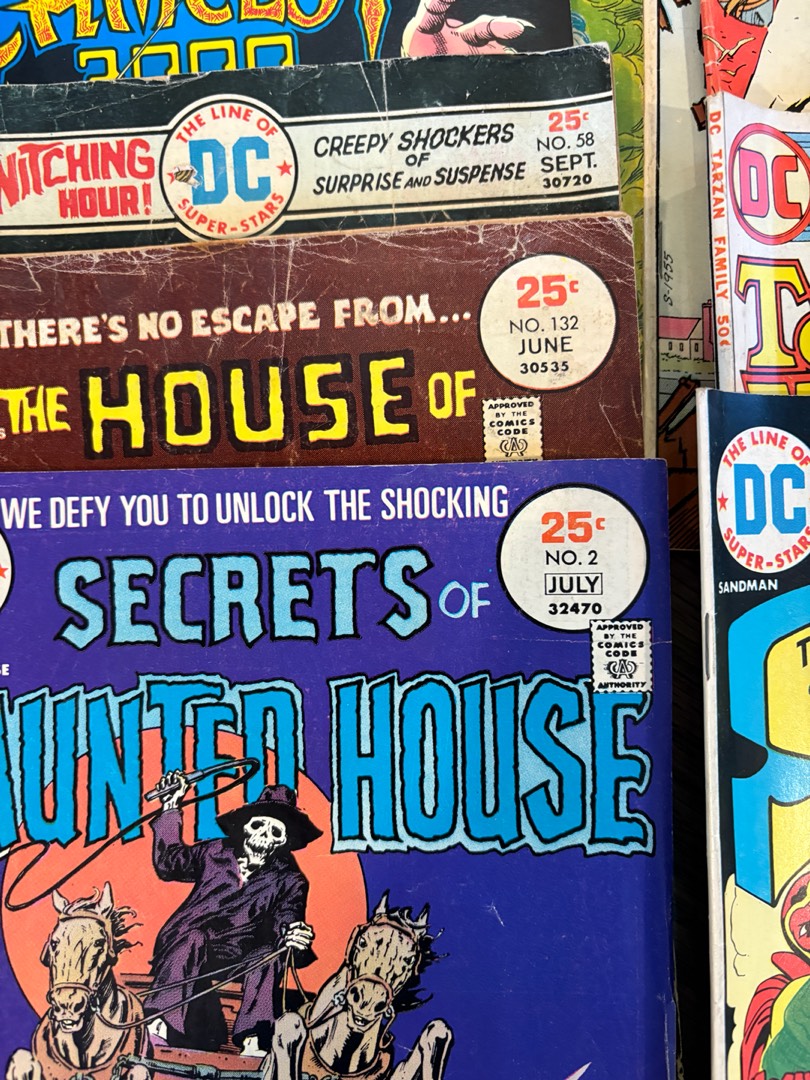 CAMELOT
3000
WITCHING
HOUR!
THE LINE OF
DC
SUPER-STARS
CREEPY SHOCKERS
OF
SURPRISE AND SUSPENSE
25¢
NO. 58
SEPT.
30720
THERE'S NO ESCAPE FROM...
THE HOUSE OF
25¢
NO. 132
JUNE
30535
APPROVED
BY THE
COMICS
CODE
WE DEFY YOU TO UNLOCK THE SHOCKING
SECRETS OF
HAUNTED HOUSE
25¢
NO. 2
JULY
32470
APPROVED
BY THE
COMICS
CODE
AUTHORITY
S-1955
DC TARZAN FAMILY 50¢
DC
THE LINE OF
DC
SUPER-STARS
SANDMAN